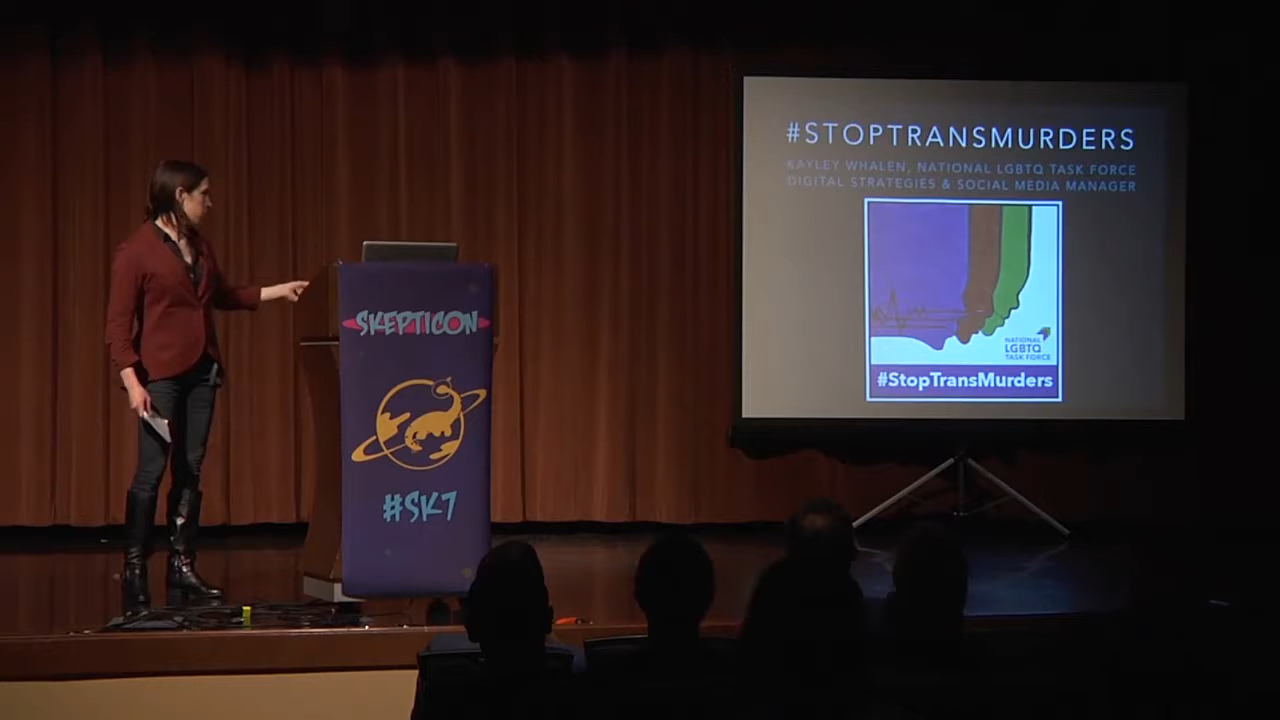 SKEPTICON
#SK7
#STOPTRANSMURDERS
KAYLEY WHALEN, NATIONAL LGBTQ TASK FORCE
DIGITAL STRATEGIES & SOCIAL MEDIA MANAGER
NATIONAL
LGBTQ
TASK FORCE
#StopTransMurders